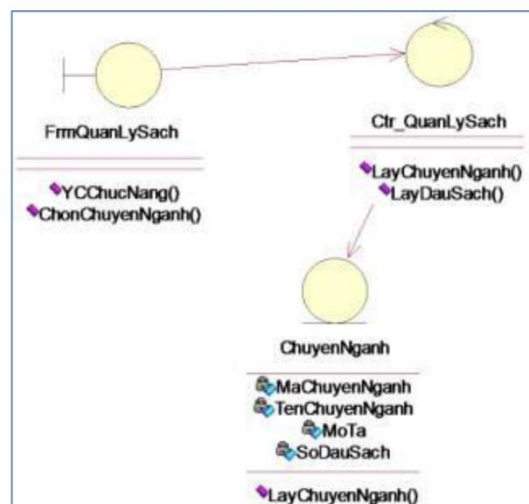 FrmQuanLySach
YCChucNang()
ChonChuyenNganh()
Ctr_QuanLySach
LayChuyenNganh()
LayDauSach()
ChuyenNganh
MaChuyenNganh
TenChuyenNganh
MoTa
SoDauSach
LayChuyenNganh()